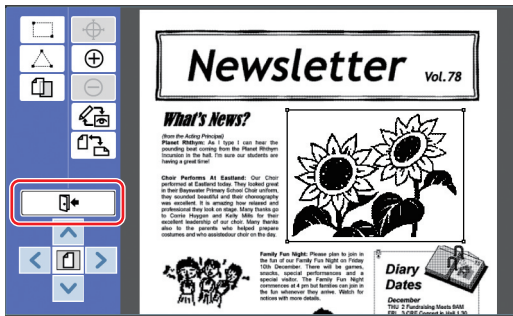 Newsletter Vol. 78
What's News?
(from the Acting Principal)
Planet Rhthym: As I type I can hear the
pounding beat coming from the Planet Rhthym
Incursion in the hall. I'm sure our students are
having a great time!
Choir Performs At Eastland: Our Choir
performed at Eastland today. They looked great
in their Bayswater Primary School Choir uniform,
they sounded beautiful and their choreography
was excellent. It is amazing how relaxed and
professional they look on stage. Many thanks go
to Corrie Huygen and Kelly Mills for their
excellent leadership of our choir. Many thanks
also to the parents who helped prepare
costumes and who assistedour choir on the day.
Family Fun Night: Please plan to join in
the fun of our Family Fun Night on Friday
10th December. There will be games,
snacks, special performances and a
special visitor. The Family Fun Night
commences at 4 pm but families can join in
the fun whenever they arrive. Watch for
notices with more details.
Diary
Dates
December
THU 2 Fundraising Meets 9AM